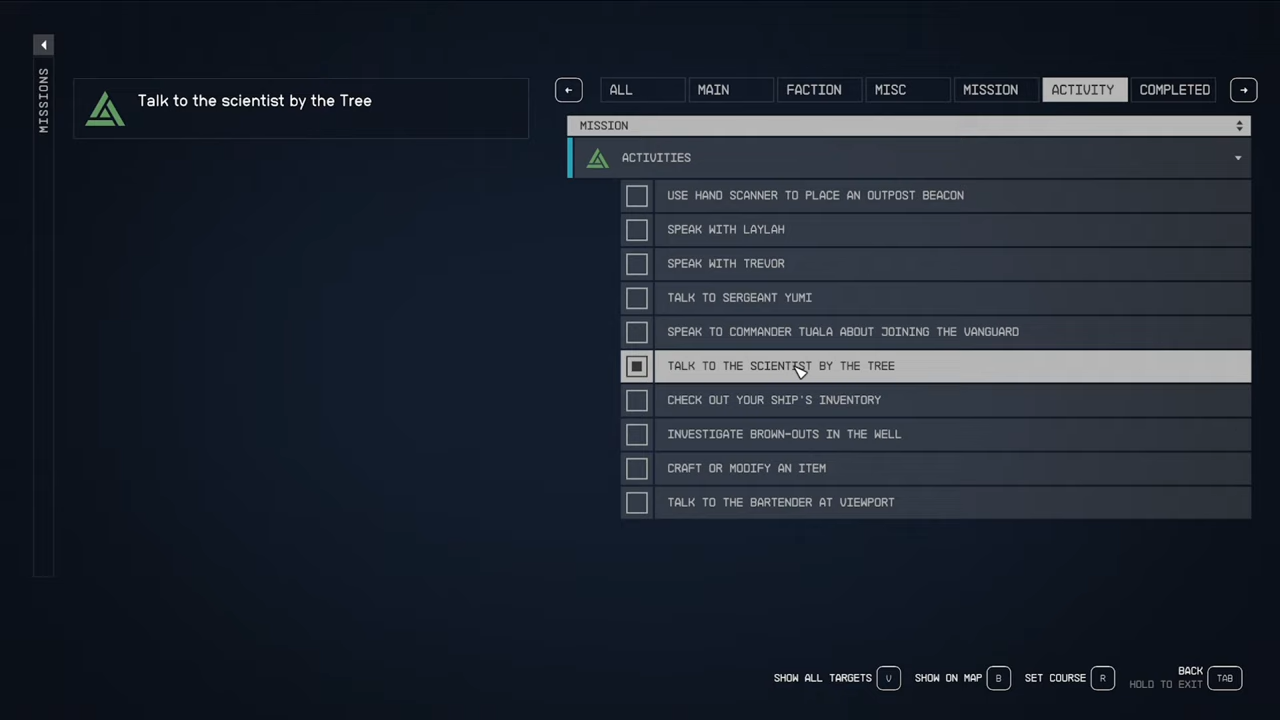 MISSIONS
Talk to the scientist by the Tree
ALL MAIN FACTION MISC MISSION ACTIVITY COMPLETED
MISSION
ACTIVITIES
USE HAND SCANNER TO PLACE AN OUTPOST BEACON
SPEAK WITH LAYLAH
SPEAK WITH TREVOR
TALK TO SERGEANT YUMI
SPEAK TO COMMANDER TUALA ABOUT JOINING THE VANGUARD
TALK TO THE SCIENTIST BY THE TREE
CHECK OUT YOUR SHIP'S INVENTORY
INVESTIGATE BROWN-OUTS IN THE WELL
CRAFT OR MODIFY AN ITEM
TALK TO THE BARTENDER AT VIEWPORT
SHOW ALL TARGETS V SHOW ON MAP B SET COURSE R BACK TAB
HOLD TO EXIT